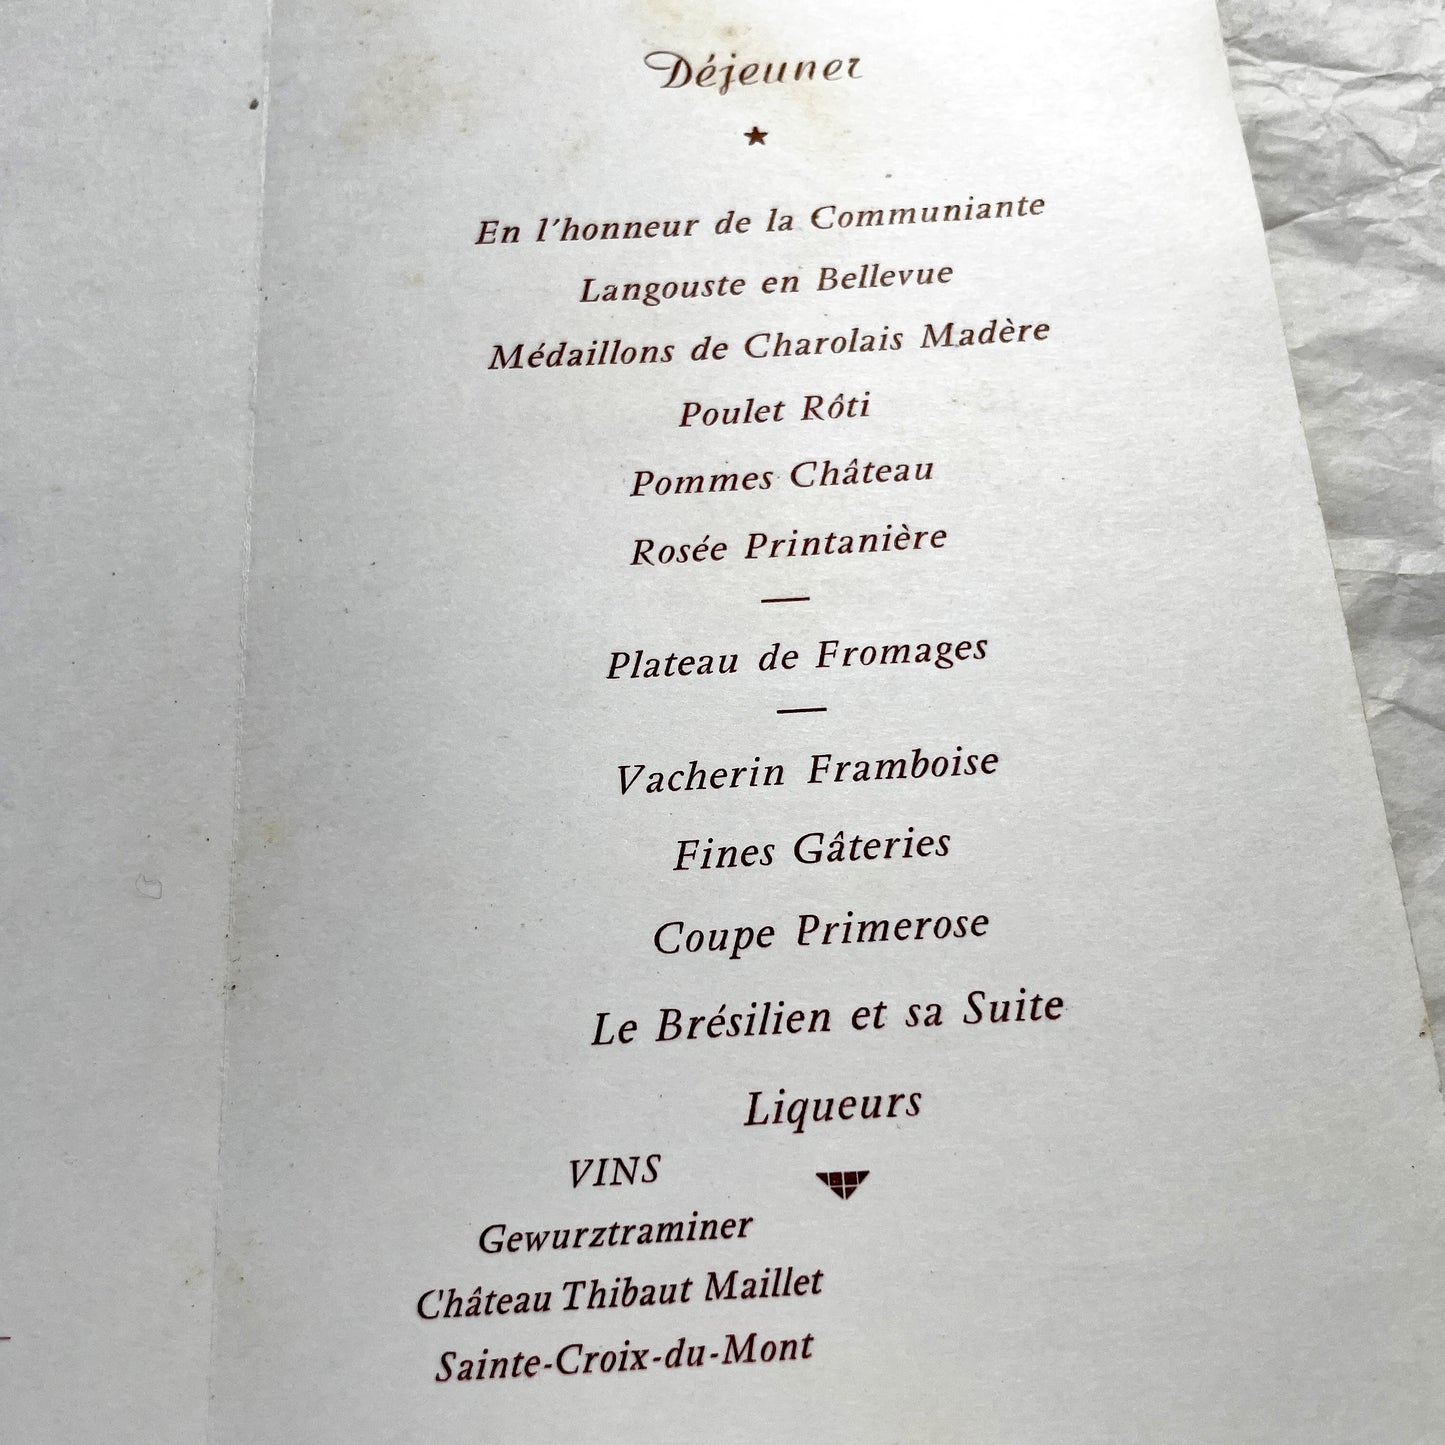 Déjeuner
En l'honneur de la Communiante
Langouste en Bellevue
Médaillons de Charolais Madère
Poulet Rôti
Pommes Château
Rosée Printanière
Plateau de Fromages
Vacherin Framboise
Fines Gâteries
Coupe Primerose
Le Brésilien et sa Suite
Liqueurs
VINS
Gewurztraminer
Château Thibaut Maillet
Sainte-Croix-du-Mont